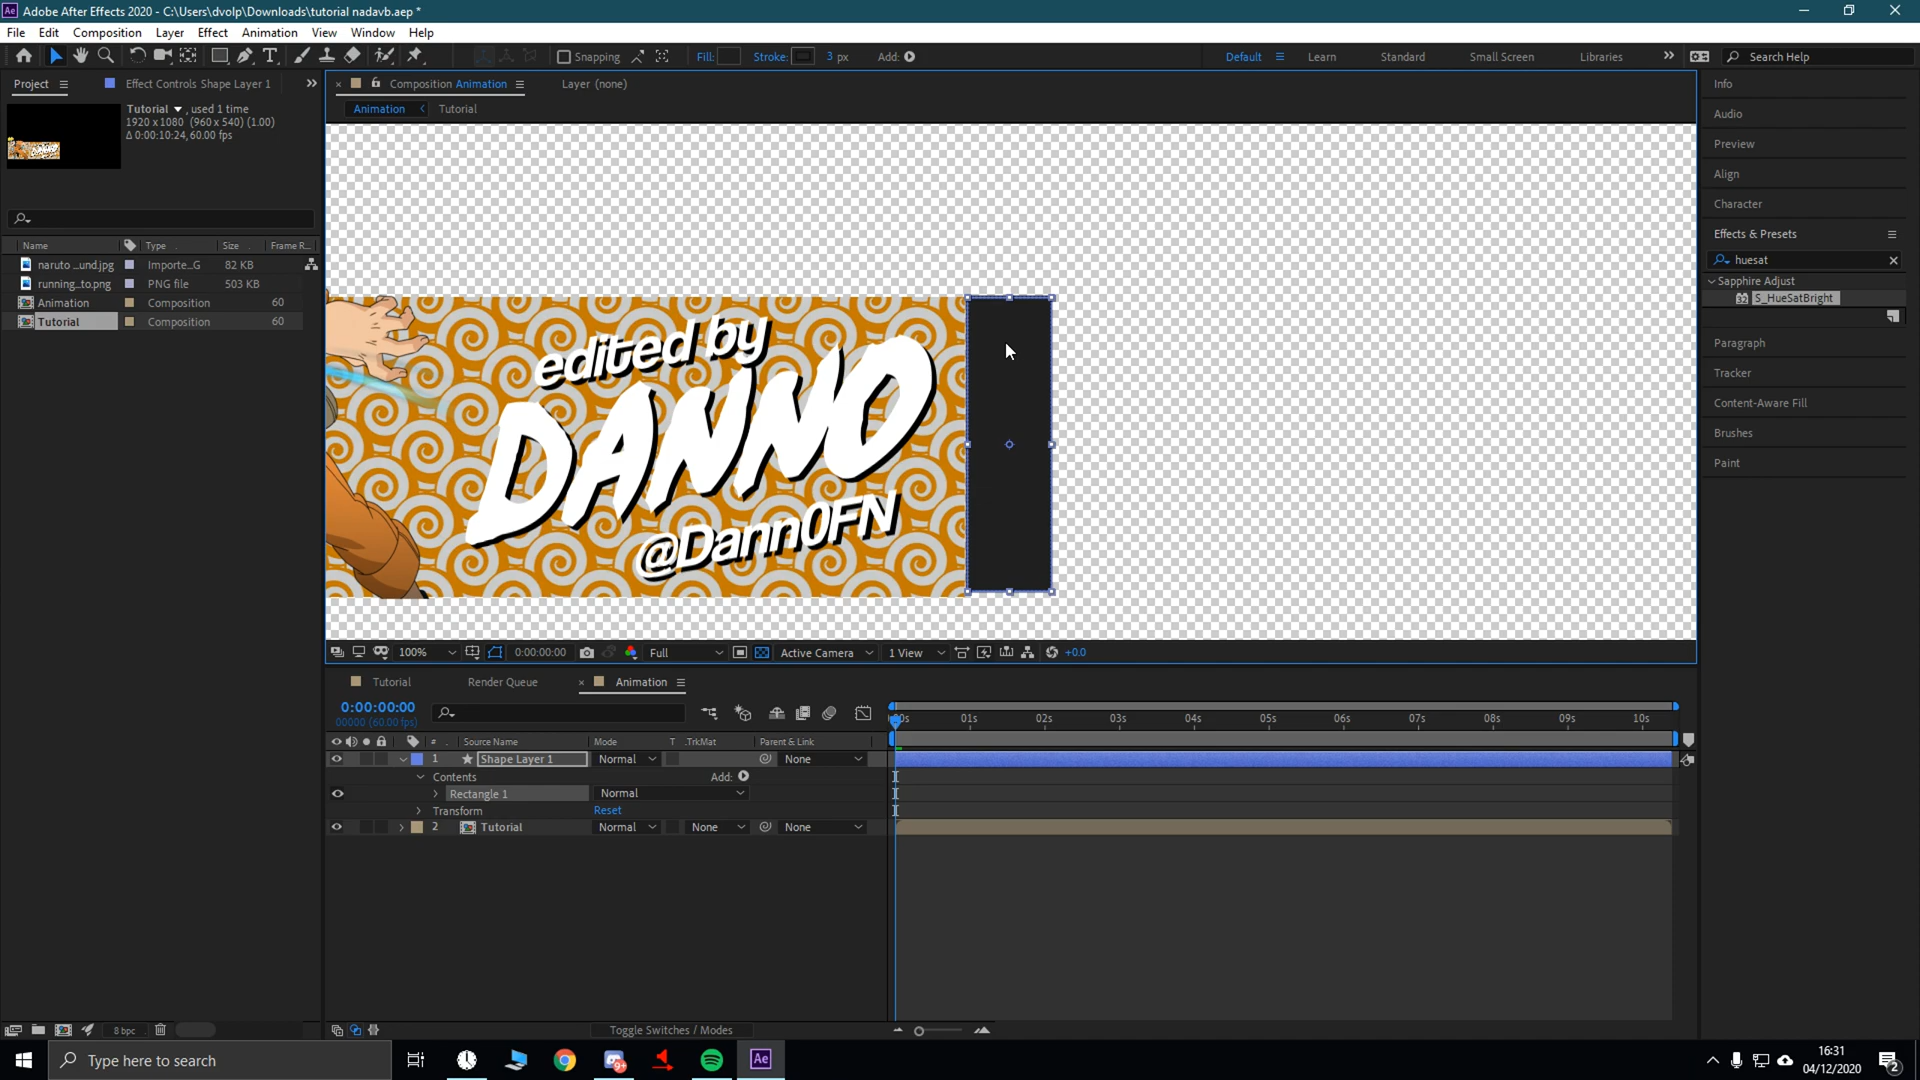 Adobe After Effects 2020 - C:\Users\dvolp\Downloads\tutorial nadavb.aep *
File Edit Composition Layer Effect Animation View Window Help
Snapping Fill: Stroke: 3 px Add: Default Learn Standard Small Screen Libraries Search Help
Project Effect Controls Shape Layer 1 Composition Animation Layer (none) Info
Tutorial , used 1 time
1920 x 1080 (960 x 540) (1.00)
Δ 0:00:10:24, 60.00 fps
Animation Tutorial
Audio
Preview
Align
Character
Effects & Presets
huesat
Sapphire Adjust
S_HueSatBright
Paragraph
Tracker
Content-Aware Fill
Brushes
Paint
Name Type Size Frame R...
naruto ...und.jpg Importe...G 82 KB
running...to.png PNG file 503 KB
Animation Composition 60
Tutorial Composition 60
edited by
DANNO
@Dann0FN
100% 0:00:00:00 Full Active Camera 1 View +0.0
Tutorial Render Queue Animation
0:00:00:00
00000 (60.00 fps)
01s 02s 03s 04s 05s 06s 07s 08s 09s 10s
# Source Name Mode T .TrkMat Parent & Link
1 Shape Layer 1 Normal None
Contents Add:
Rectangle 1 Normal
Transform Reset
2 Tutorial Normal None None
8 bpc Toggle Switches / Modes
Type here to search
16:31
04/12/2020